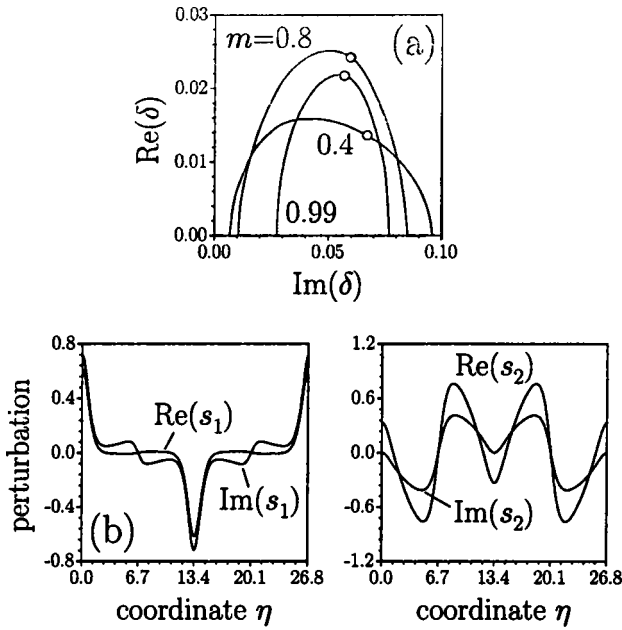 0.03
m=0.8
(a)
0.02
Re(δ)
0.4
0.01
0.99
0.00
0.00 0.05 0.10
Im(δ)
0.8 1.2
Re(s₂)
0.4 0.6
Re(s₁)
perturbation
0.0 0.0
Im(s₁)
-0.4 -0.6
Im(s₂)
(b)
-0.8 -1.2
0.0 6.7 13.4 20.1 26.8 0.0 6.7 13.4 20.1 26.8
coordinate η coordinate η